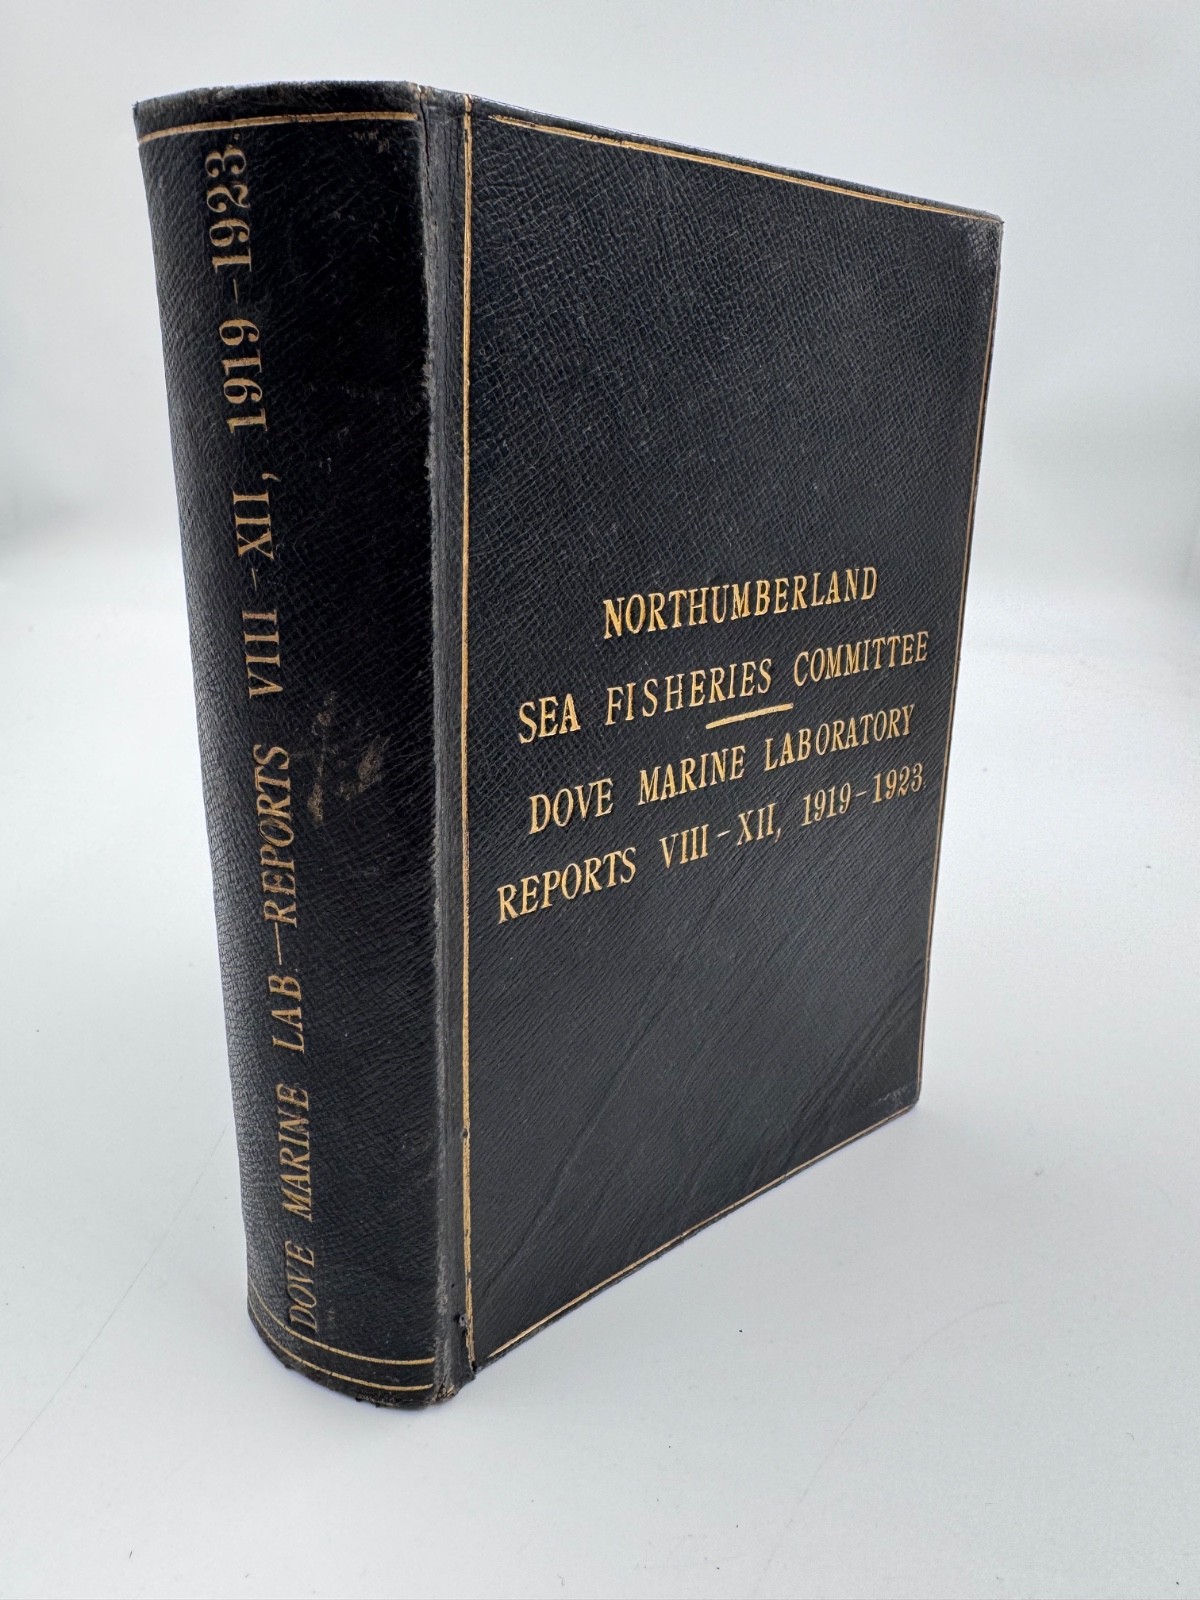 DOVE MARINE LAB.—REPORTS VIII-XII, 1919-1923.
NORTHUMBERLAND
SEA FISHERIES COMMITTEE
DOVE MARINE LABORATORY
REPORTS VIII-XII, 1919-1923.